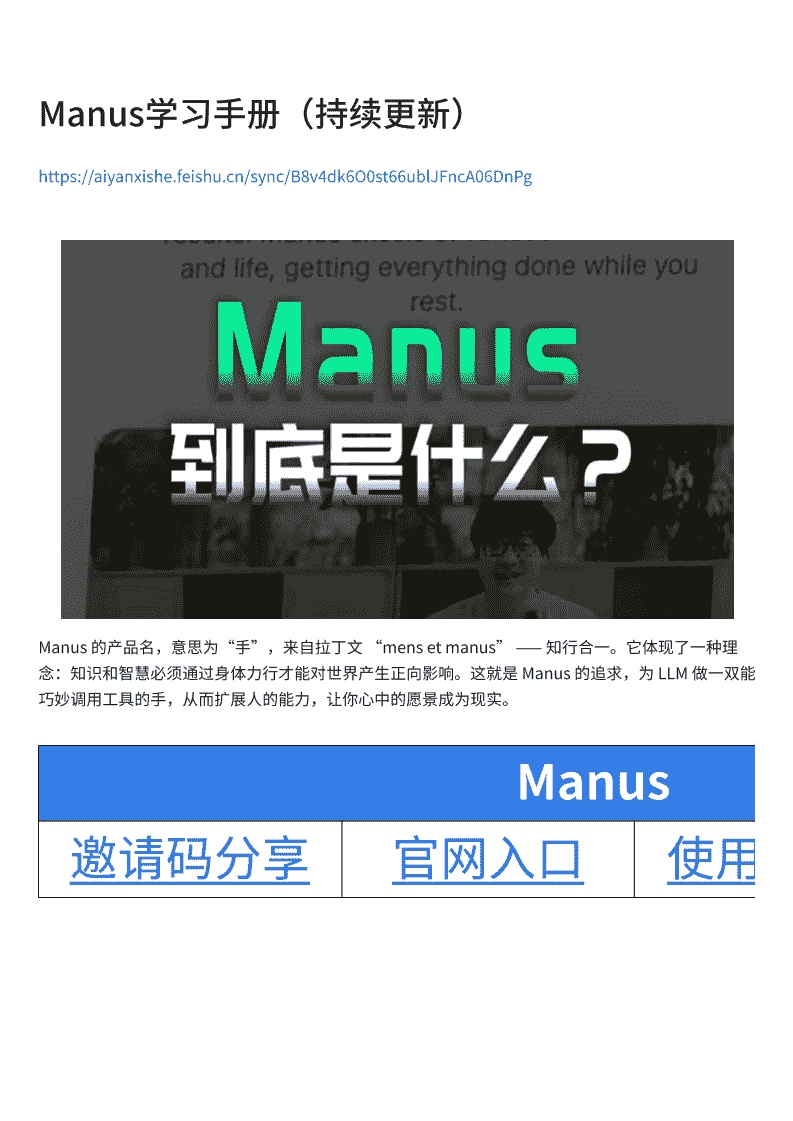 Manus学习手册（持续更新）
https://aiyanxishe.feishu.cn/sync/B8v4dk6O0st66ublJFncA06DnPg
and life, getting everything done while you
rest.
Manus
到底是什么？
Manus 的产品名，意思为“手”，来自拉丁文 “mens et manus” —— 知行合一。它体现了一种理
念：知识和智慧必须通过身体力行才能对世界产生正向影响。这就是 Manus 的追求，为 LLM 做一双能
巧妙调用工具的手，从而扩展人的能力，让你心中的愿景成为现实。
Manus
邀请码分享
官网入口
使用